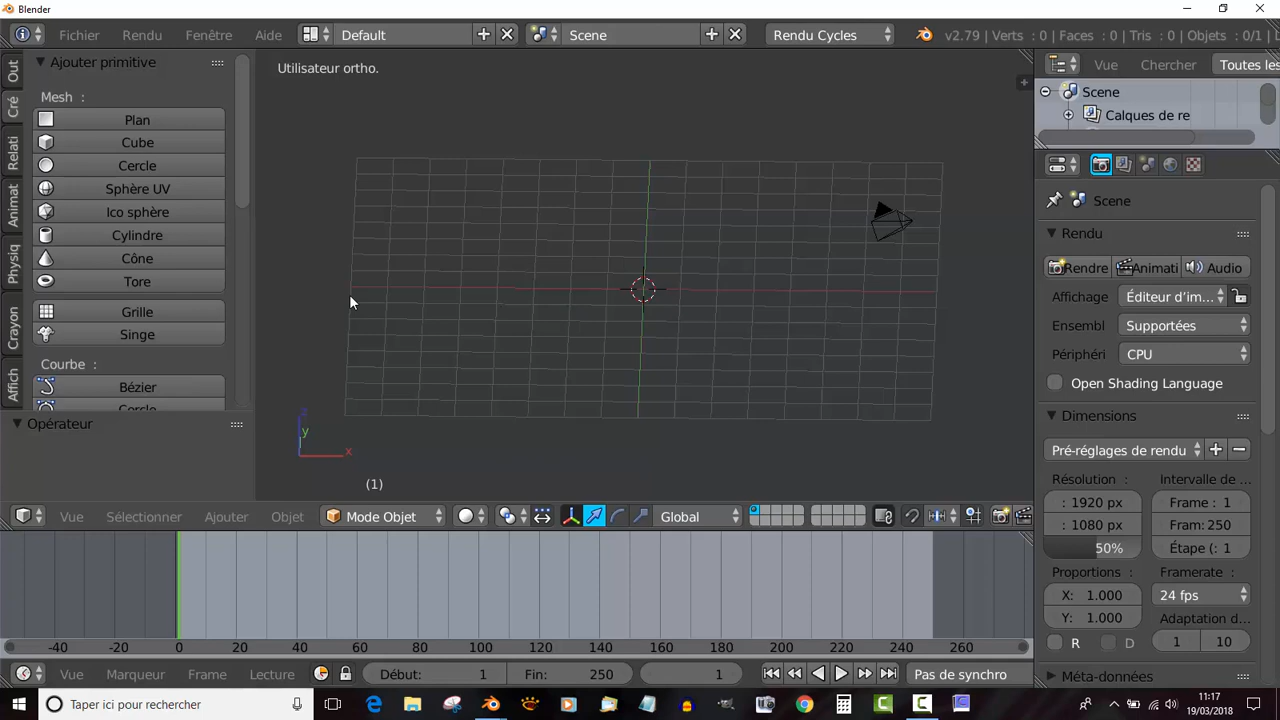 Blender
Fichier Rendu Fenêtre Aide Default Scene Rendu Cycles v2.79 | Verts : 0 | Faces : 0 | Tris : 0 | Objets : 0/1 | L
Out
Cré
Relati
Animat
Physiq
Crayon
Affich
Ajouter primitive
Mesh :
Plan
Cube
Cercle
Sphère UV
Ico sphère
Cylindre
Cône
Tore
Grille
Singe
Courbe :
Bézier
Cercle
Opérateur
Utilisateur ortho.
z
y
x
(1)
Vue Sélectionner Ajouter Objet Mode Objet Global
-40 -20 0 20 40 60 80 100 120 140 160 180 200 220 240 260
Vue Marqueur Frame Lecture Début: 1 Fin: 250 1 Pas de synchro
Vue Chercher Toutes les
Scene
Calques de re
Scene
Rendu
Rendre Animati Audio
Affichage Éditeur d'im...
Ensembl Supportées
Périphéri CPU
Open Shading Language
Dimensions
Pré-réglages de rendu
Résolution : Intervalle de ...
: 1920 px Frame : 1
: 1080 px Fram: 250
50% Étape (: 1
Proportions : Framerate :
X: 1.000 24 fps
Y: 1.000 Adaptation d...
R D 1 10
Méta-données
Taper ici pour rechercher
11:17
19/03/2018